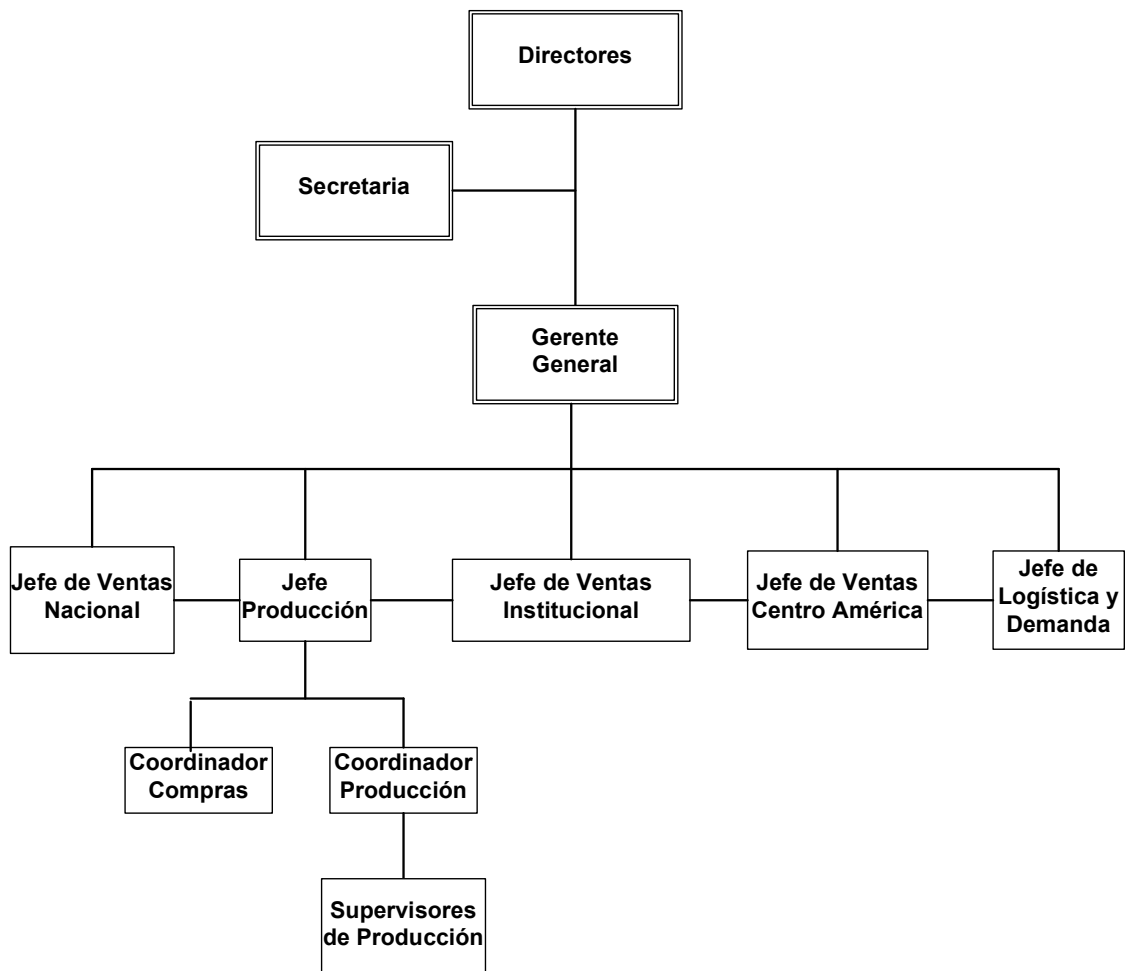 Directores
Secretaria
Gerente
General
Jefe de Ventas
Nacional
Jefe
Producción
Jefe de Ventas
Institucional
Jefe de Ventas
Centro América
Jefe de
Logística y
Demanda
Coordinador
Compras
Coordinador
Producción
Supervisores
de Producción